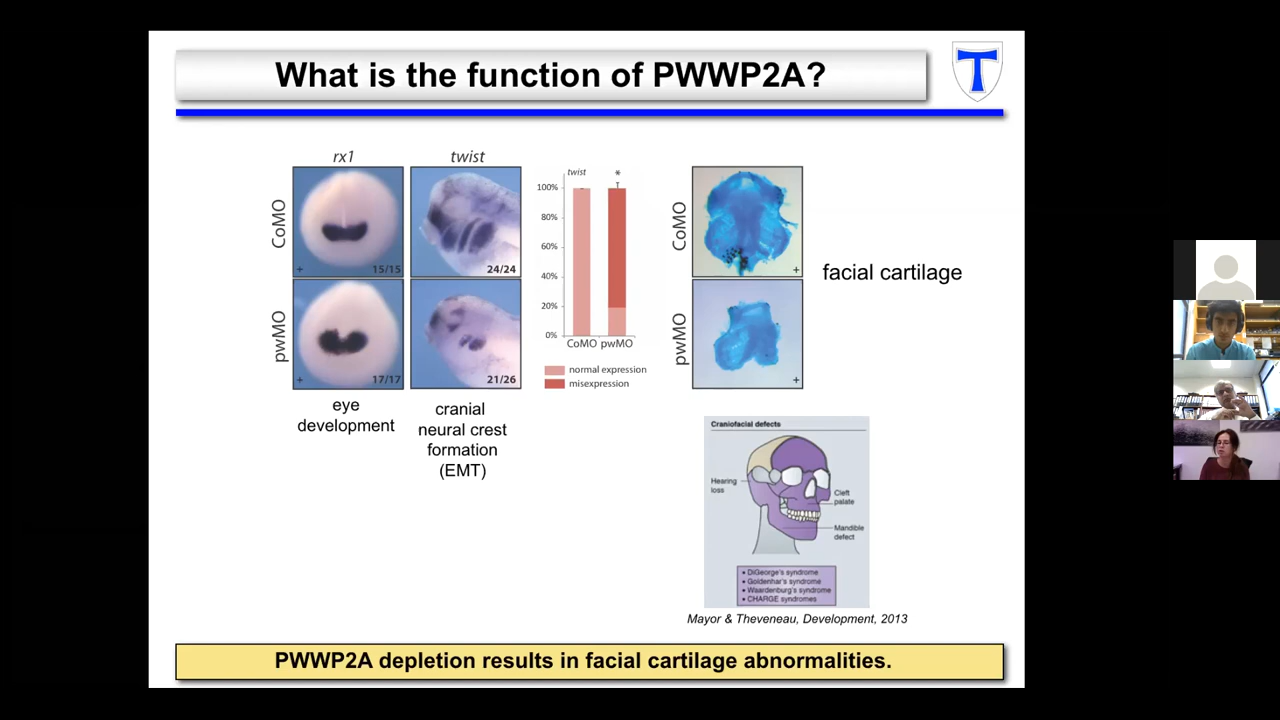 What is the function of PWWP2A?
T
rx1
twist
CoMO
+
15/15
24/24
pwMO
+
17/17
21/26
eye
development
cranial
neural crest
formation
(EMT)
twist
*
100%
80%
60%
40%
20%
0%
CoMO pwMO
normal expression
misexpression
CoMO
+
pwMO
+
facial cartilage
Craniofacial defects
Hearing
loss
Cleft
palate
Mandible
defect
• DiGeorge's syndrome
• Goldenhar's syndrome
• Waardenburg's syndrome
• CHARGE syndromes
Mayor & Theveneau, Development, 2013
PWWP2A depletion results in facial cartilage abnormalities.